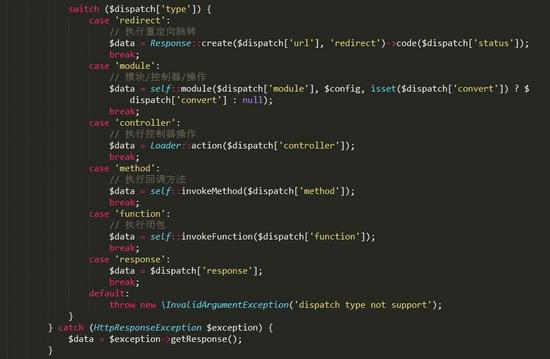 switch ($dispatch['type']) {
case 'redirect':
// 执行重定向跳转
$data = Response::create($dispatch['url'], 'redirect')->code($dispatch['status']);
break;
case 'module':
// 模块/控制器/操作
$data = self::module($dispatch['module'], $config, isset($dispatch['convert']) ? $
dispatch['convert'] : null);
break;
case 'controller':
// 执行控制器操作
$data = Loader::action($dispatch['controller']);
break;
case 'method':
// 执行回调方法
$data = self::invokeMethod($dispatch['method']);
break;
case 'function':
// 执行闭包
$data = self::invokeFunction($dispatch['function']);
break;
case 'response':
$data = $dispatch['response'];
break;
default:
throw new \InvalidArgumentException('dispatch type not support');
}
} catch (HttpResponseException $exception) {
$data = $exception->getResponse();
}